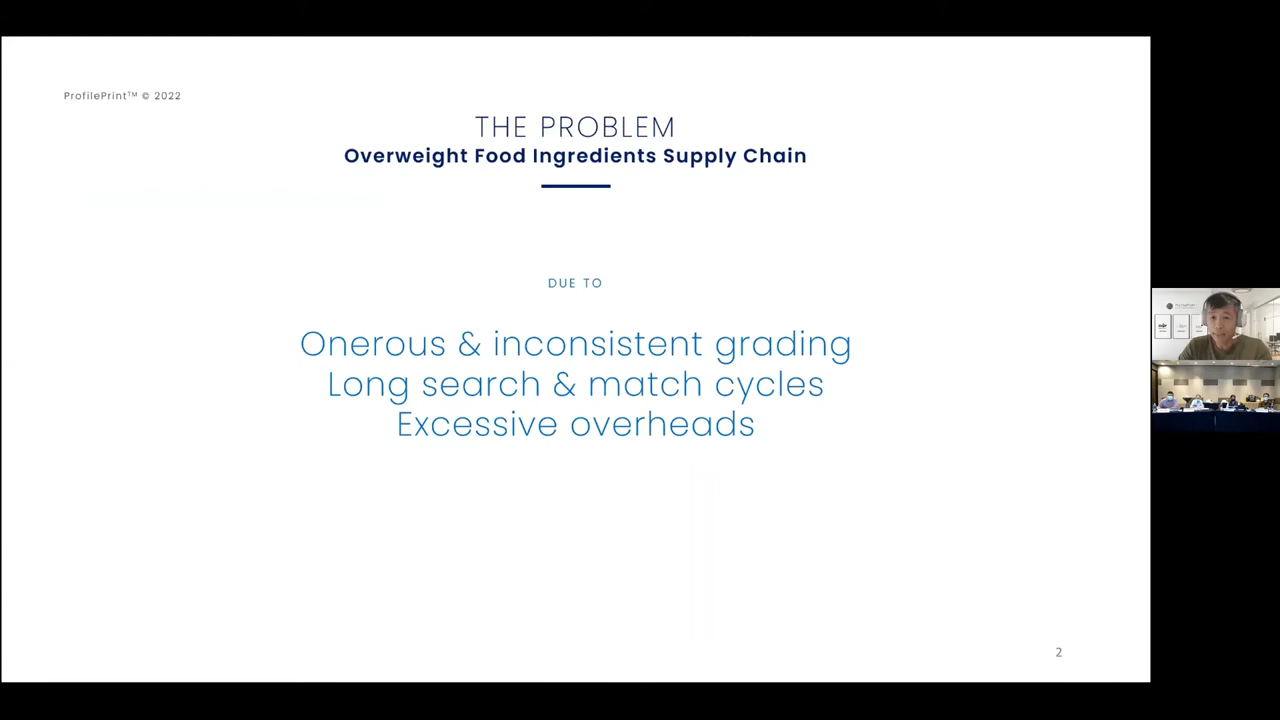 ProfilePrint™ © 2022
THE PROBLEM
Overweight Food Ingredients Supply Chain
DUE TO
Onerous & inconsistent grading
Long search & match cycles
Excessive overheads
2